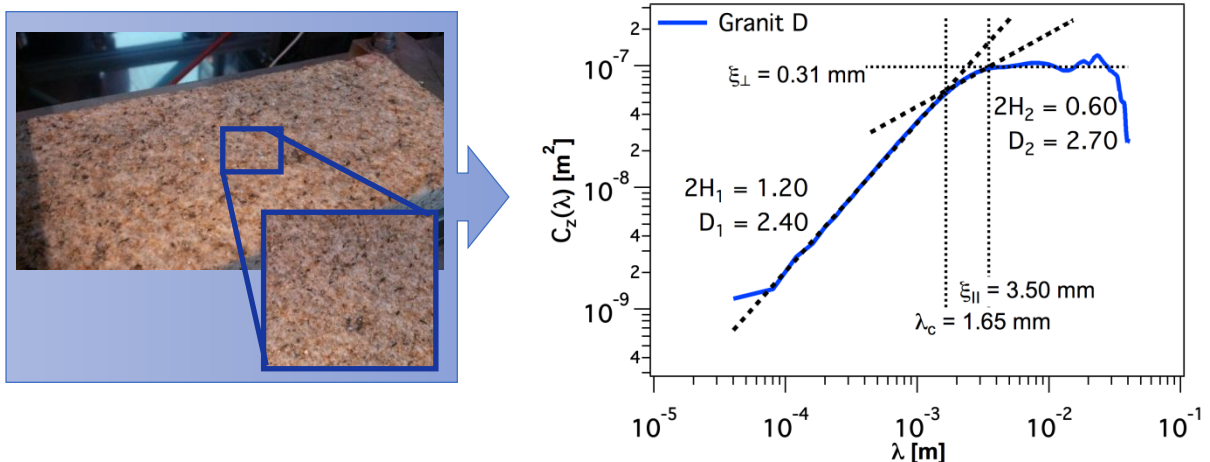 Granit D
ξ⊥ = 0.31 mm
2H₂ = 0.60
D₂ = 2.70
2H₁ = 1.20
D₁ = 2.40
ξ|| = 3.50 mm
λc = 1.65 mm
Cz(λ) [m²]
2
10⁻⁷
4
2
10⁻⁸
4
2
10⁻⁹
4
10⁻⁵
10⁻⁴
10⁻³
10⁻²
10⁻¹
λ [m]